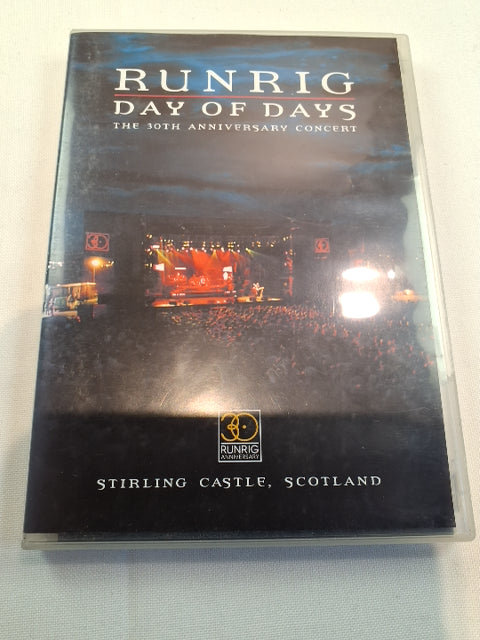 RUNRIG
DAY OF DAYS
THE 30TH ANNIVERSARY CONCERT
30
RUNRIG
ANNIVERSARY
STIRLING CASTLE, SCOTLAND